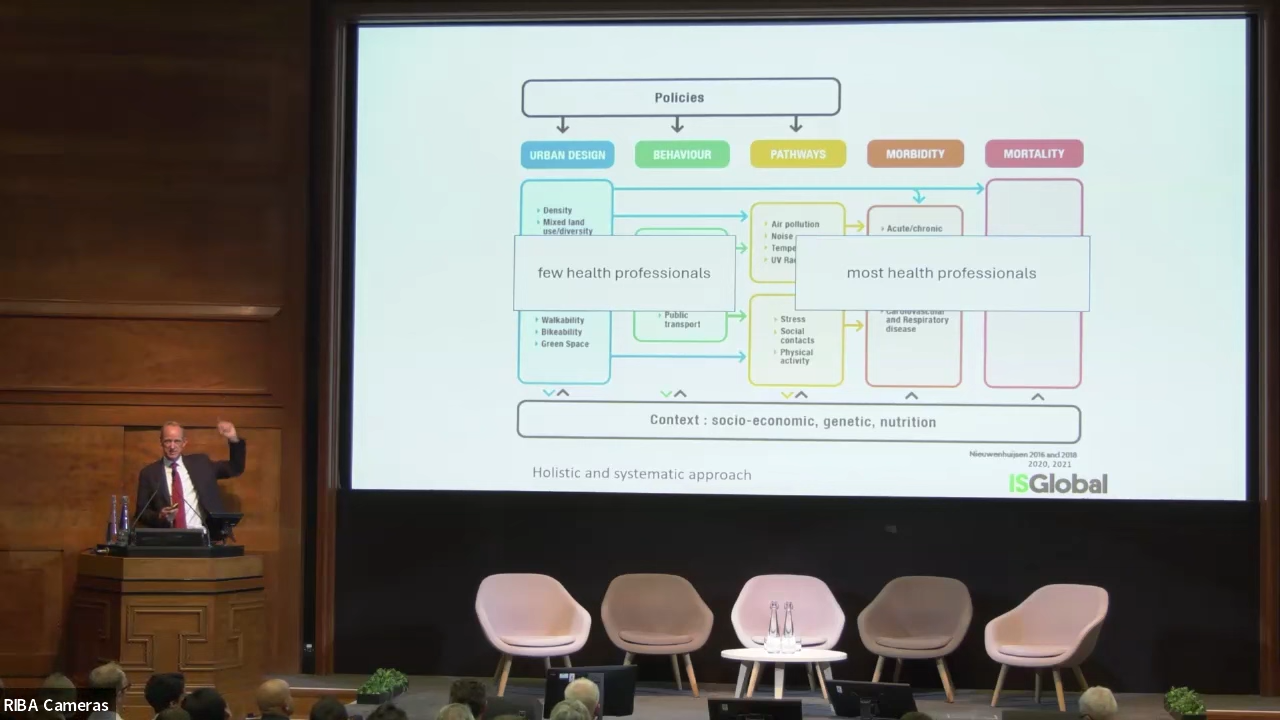 Policies
URBAN DESIGN
BEHAVIOUR
PATHWAYS
MORBIDITY
MORTALITY
Density
Mixed land
use/diversity
Air pollution
Noise
Acute/chronic
few health professionals
most health professionals
Walkability
Bikeability
Green Space
Public
transport
Stress
Social
contacts
Physical
activity
Cardiovascular
and Respiratory
disease
Context : socio-economic, genetic, nutrition
Nieuwenhuijsen 2016 and 2018
2020, 2021
Holistic and systematic approach
ISGlobal
RIBA Cameras